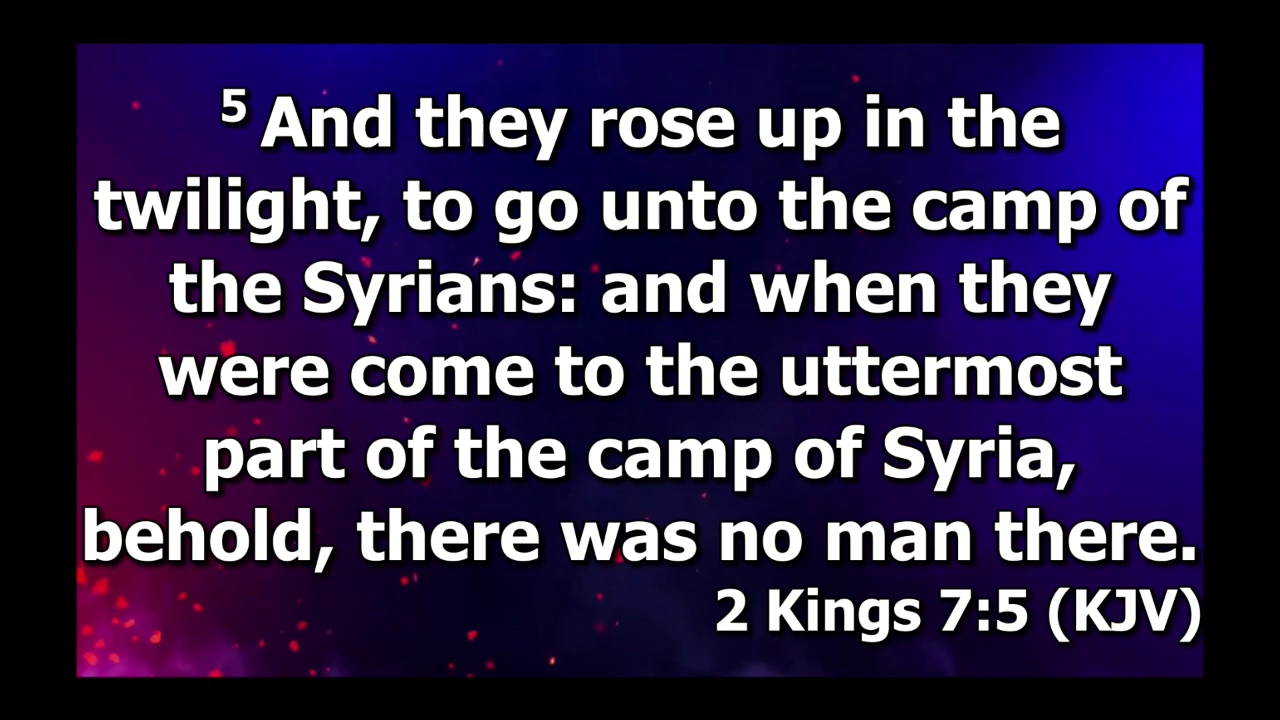 5 And they rose up in the
twilight, to go unto the camp of
the Syrians: and when they
were come to the uttermost
part of the camp of Syria,
behold, there was no man there.
2 Kings 7:5 (KJV)